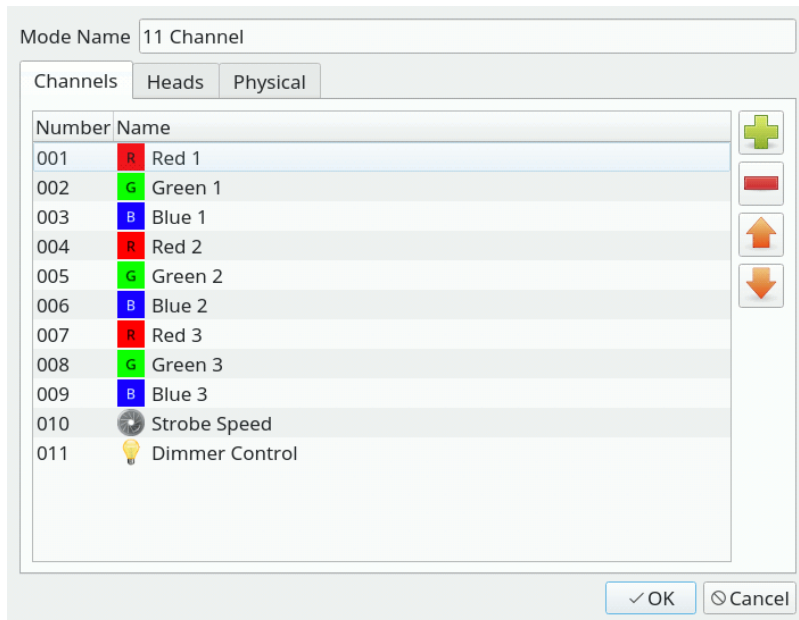 Mode Name 11 Channel
Channels Heads Physical
Number Name
001 R Red 1
002 G Green 1
003 B Blue 1
004 R Red 2
005 G Green 2
006 B Blue 2
007 R Red 3
008 G Green 3
009 B Blue 3
010 Strobe Speed
011 Dimmer Control
OK Cancel